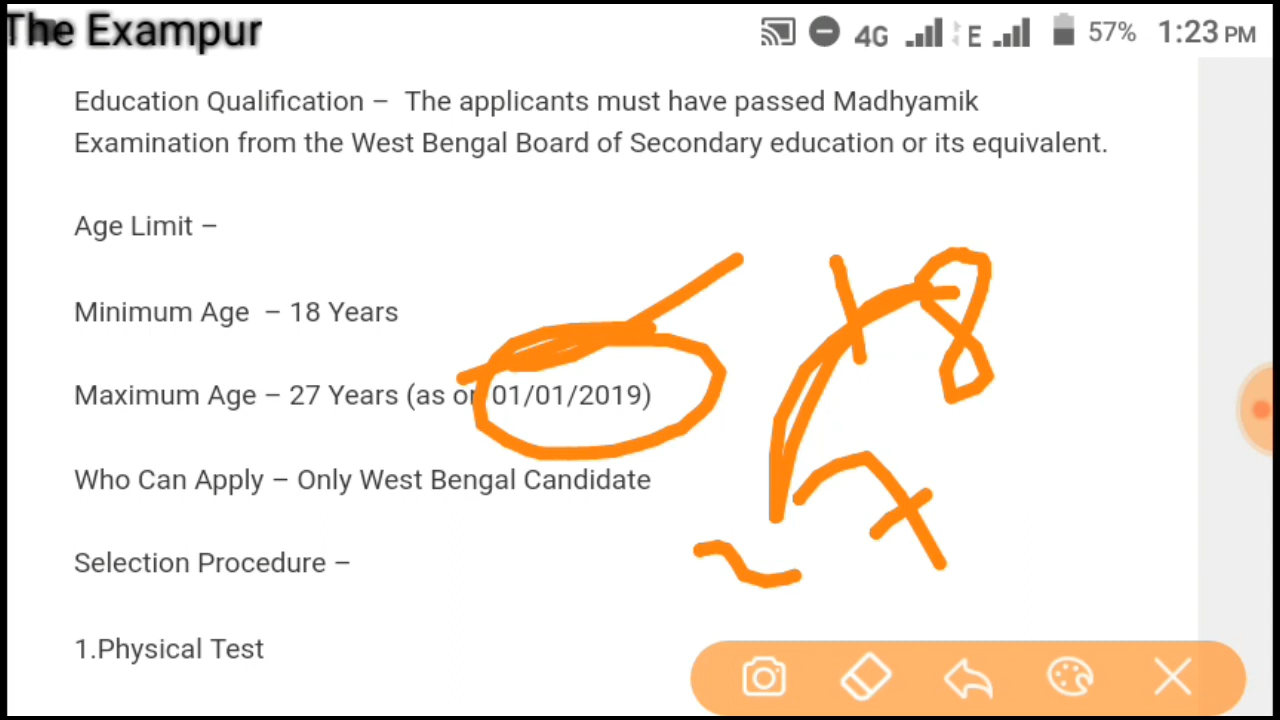 The Exampur
4G E 57% 1:23 PM
Education Qualification – The applicants must have passed Madhyamik
Examination from the West Bengal Board of Secondary education or its equivalent.
Age Limit –
Minimum Age – 18 Years
18
Maximum Age – 27 Years (as on 01/01/2019)
Who Can Apply – Only West Bengal Candidate
27
Selection Procedure –
1.Physical Test